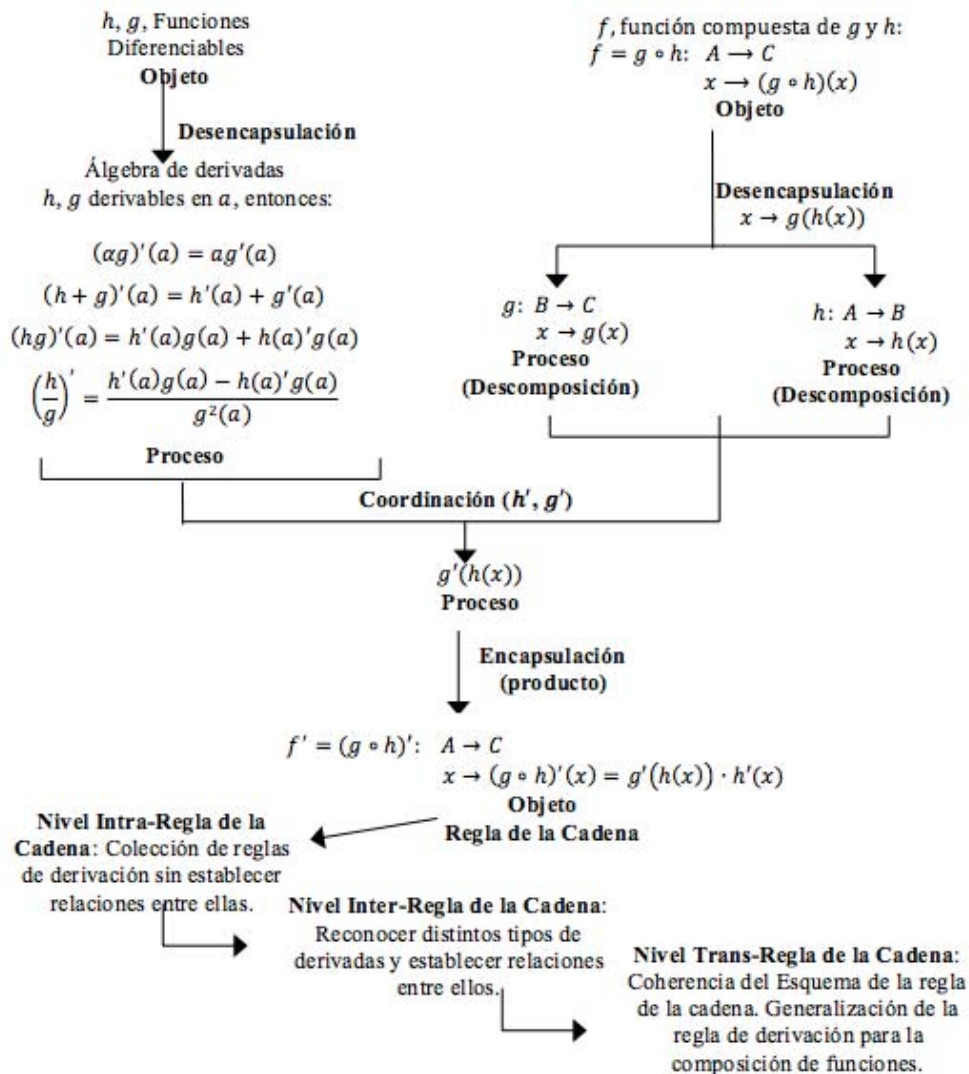 h, g, Funciones
Diferenciables
Objeto
Desencapsulación
Álgebra de derivadas
h, g derivables en a, entonces:
(αg)′(a) = ag′(a)
(h + g)′(a) = h′(a) + g′(a)
(hg)′(a) = h′(a)g(a) + h(a)′g(a)
(h/g)′ = h′(a)g(a) − h(a)′g(a) / g²(a)
Proceso
f, función compuesta de g y h:
f = g ∘ h: A → C
x → (g ∘ h)(x)
Objeto
Desencapsulación
x → g(h(x))
g: B → C
x → g(x)
Proceso
(Descomposición)
h: A → B
x → h(x)
Proceso
(Descomposición)
Coordinación (h′, g′)
g′(h(x))
Proceso
Encapsulación
(producto)
f′ = (g ∘ h)′: A → C
x → (g ∘ h)′(x) = g′(h(x)) · h′(x)
Objeto
Regla de la Cadena
Nivel Intra-Regla de la
Cadena: Colección de reglas
de derivación sin establecer
relaciones entre ellas.
Nivel Inter-Regla de la Cadena:
Reconocer distintos tipos de
derivadas y establecer relaciones
entre ellos.
Nivel Trans-Regla de la Cadena:
Coherencia del Esquema de la regla
de la cadena. Generalización de la
regla de derivación para la
composición de funciones.